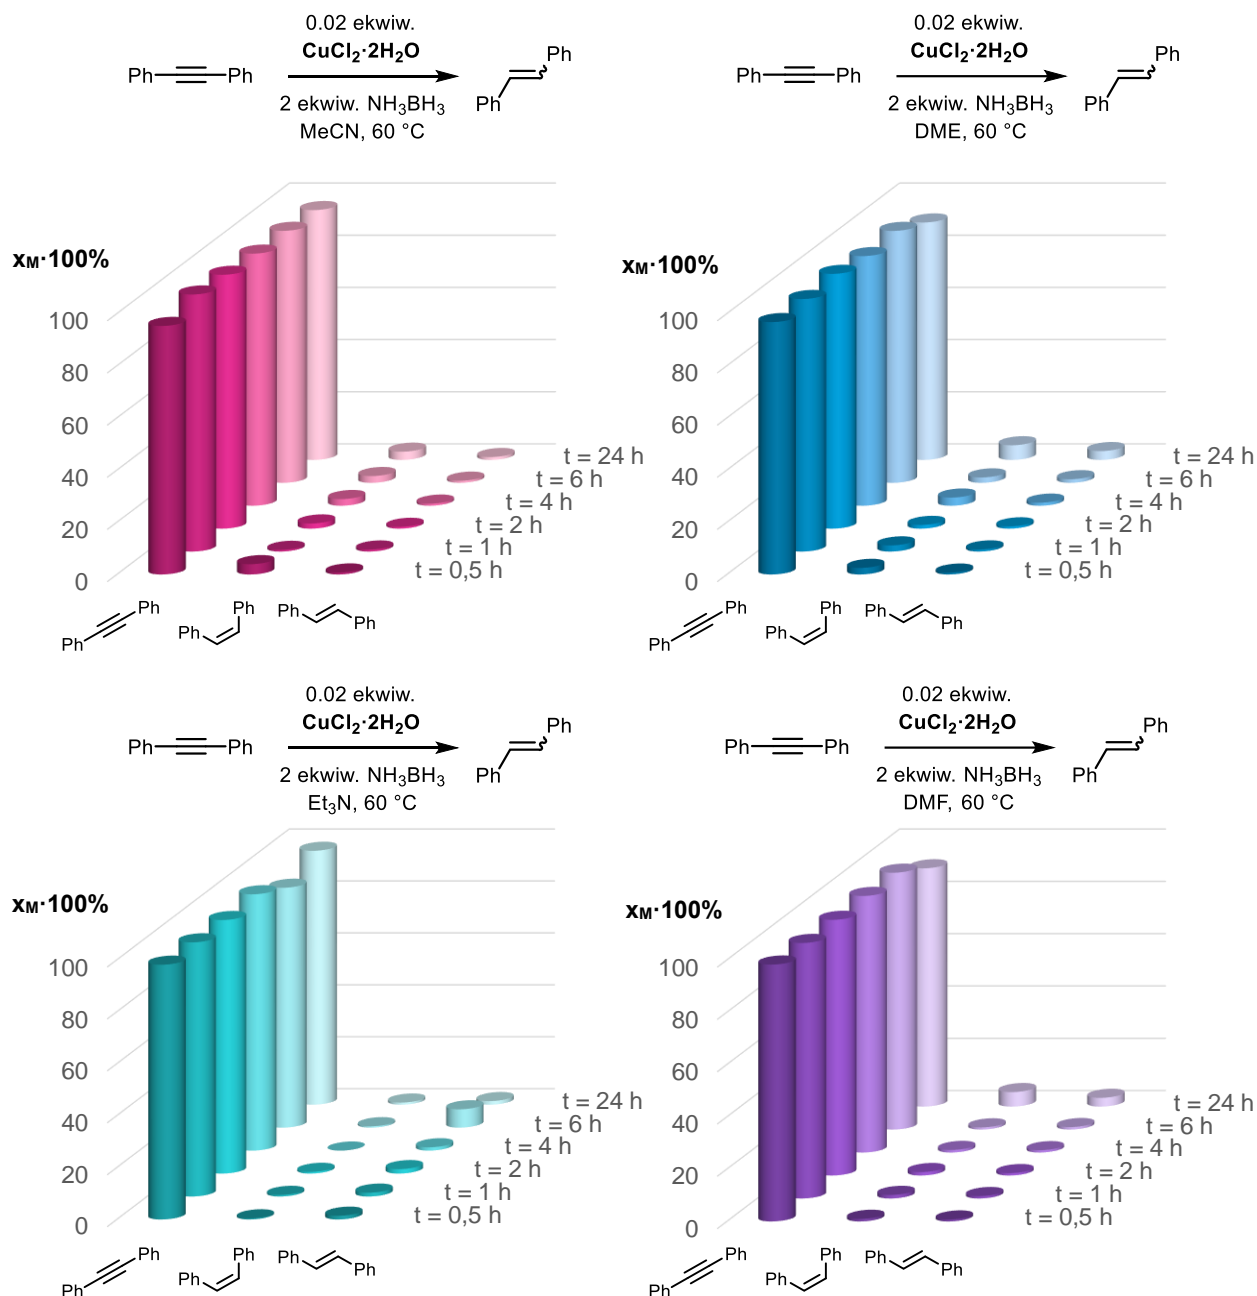 0.02 ekwiw.
CuCl₂·2H₂O
Ph Ph
Ph
Ph
2 ekwiw. NH₃BH₃
MeCN, 60 °C
xM·100%
100
80
60
40
20
0
t = 24 h
t = 6 h
t = 4 h
t = 2 h
t = 1 h
t = 0,5 h
Ph
Ph
Ph
Ph
Ph
Ph
0.02 ekwiw.
CuCl₂·2H₂O
Ph Ph
Ph
Ph
2 ekwiw. NH₃BH₃
DME, 60 °C
xM·100%
100
80
60
40
20
0
t = 24 h
t = 6 h
t = 4 h
t = 2 h
t = 1 h
t = 0,5 h
Ph
Ph
Ph
Ph
Ph
Ph
0.02 ekwiw.
CuCl₂·2H₂O
Ph Ph
Ph
Ph
2 ekwiw. NH₃BH₃
Et₃N, 60 °C
xM·100%
100
80
60
40
20
0
t = 24 h
t = 6 h
t = 4 h
t = 2 h
t = 1 h
t = 0,5 h
Ph
Ph
Ph
Ph
Ph
Ph
0.02 ekwiw.
CuCl₂·2H₂O
Ph Ph
Ph
Ph
2 ekwiw. NH₃BH₃
DMF, 60 °C
xM·100%
100
80
60
40
20
0
t = 24 h
t = 6 h
t = 4 h
t = 2 h
t = 1 h
t = 0,5 h
Ph
Ph
Ph
Ph
Ph
Ph